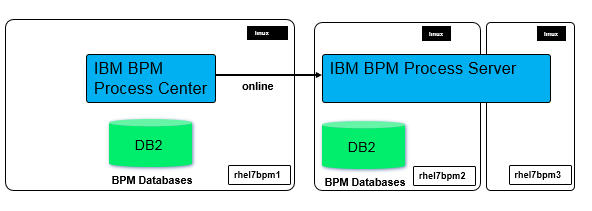 linux
linux
linux
IBM BPM
Process Center
online
IBM BPM Process Server
DB2
DB2
BPM Databases
rhel7bpm1
BPM Databases
rhel7bpm2
rhel7bpm3